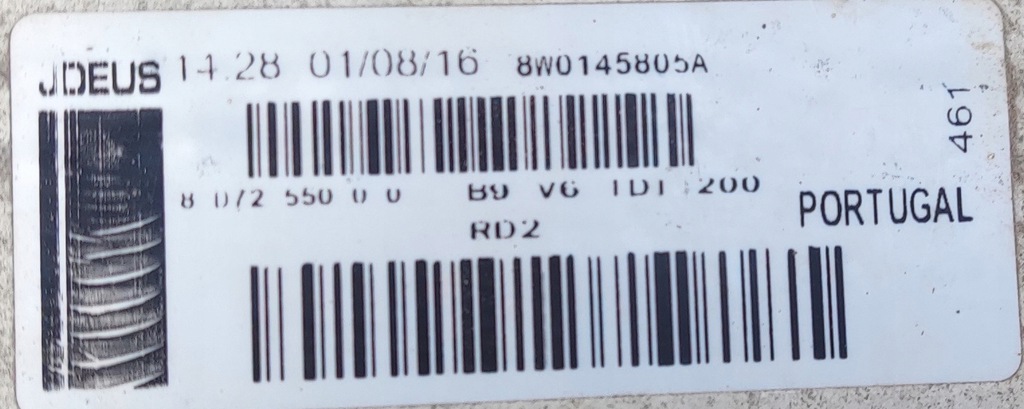 JDEUS 14:28 01/08/16 8W0145805A
461
8 072 550 0 0 B9 V6 TDI 200
PORTUGAL
RD2